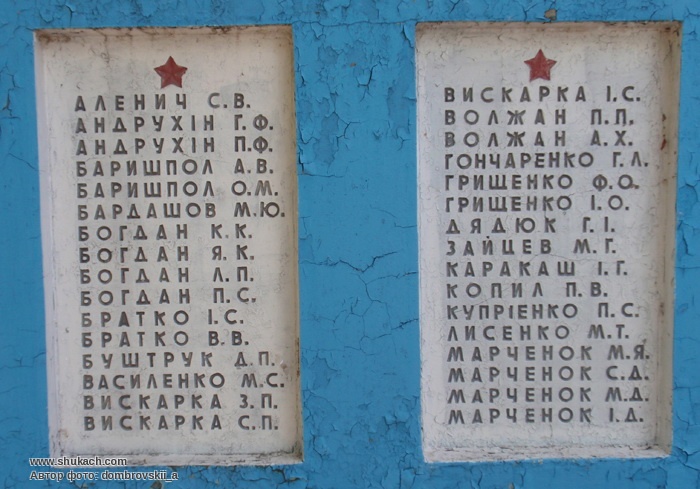 АЛЕНИЧ С.В.
АНДРУХІН Г.Ф.
АНДРУХІН П.Ф.
БАРИШПОЛ А.В.
БАРИШПОЛ О.М.
БАРДАШОВ М.Ю.
БОГДАН К.К.
БОГДАН Я.К.
БОГДАН Л.П.
БОГДАН П.С.
БРАТКО І.С.
БРАТКО В.В.
БУШТРУК Д.П.
ВАСИЛЕНКО М.С.
ВИСКАРКА З.П.
ВИСКАРКА С.П.
ВИСКАРКА І.С.
ВОЛЖАН П.П.
ВОЛЖАН А.Х.
ГОНЧАРЕНКО Г.Л.
ГРИЩЕНКО Ф.О.
ГРИЩЕНКО І.О.
ДЯДЮК Г.І.
ЗАЙЦЕВ М.Г.
КАРАКАШ І.Г.
КОПИЛ П.В.
КУПРІЕНКО П.С.
ЛИСЕНКО М.Т.
МАРЧЕНОК М.Я.
МАРЧЕНОК С.Д.
МАРЧЕНОК М.Д.
МАРЧЕНОК І.Д.
www.shukach.com
Автор фото: dombrovskii_a